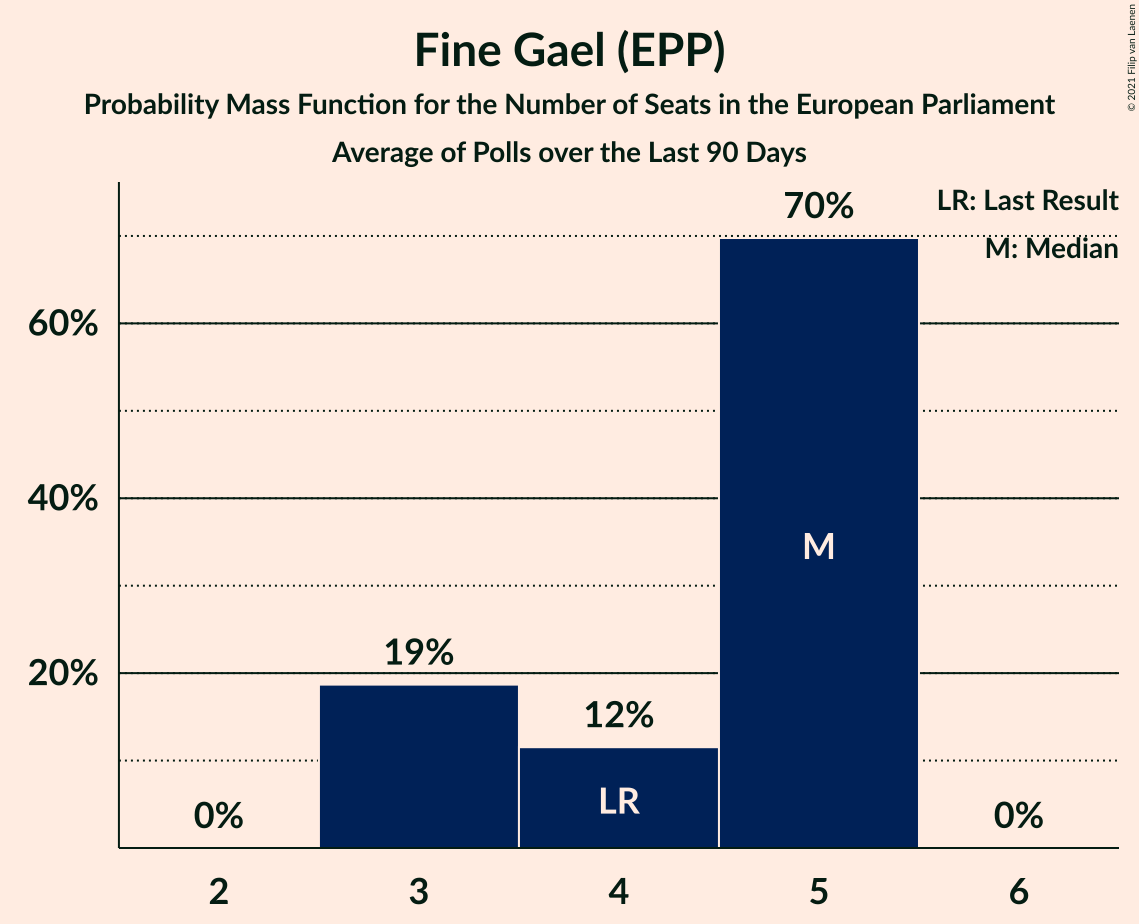 Fine Gael (EPP)
Probability Mass Function for the Number of Seats in the European Parliament
Average of Polls over the Last 90 Days
© 2021 Filip van Laenen
LR: Last Result
M: Median
70%
60%
40%
20%
M
19%
12%
LR
0%
0%
2 3 4 5 6